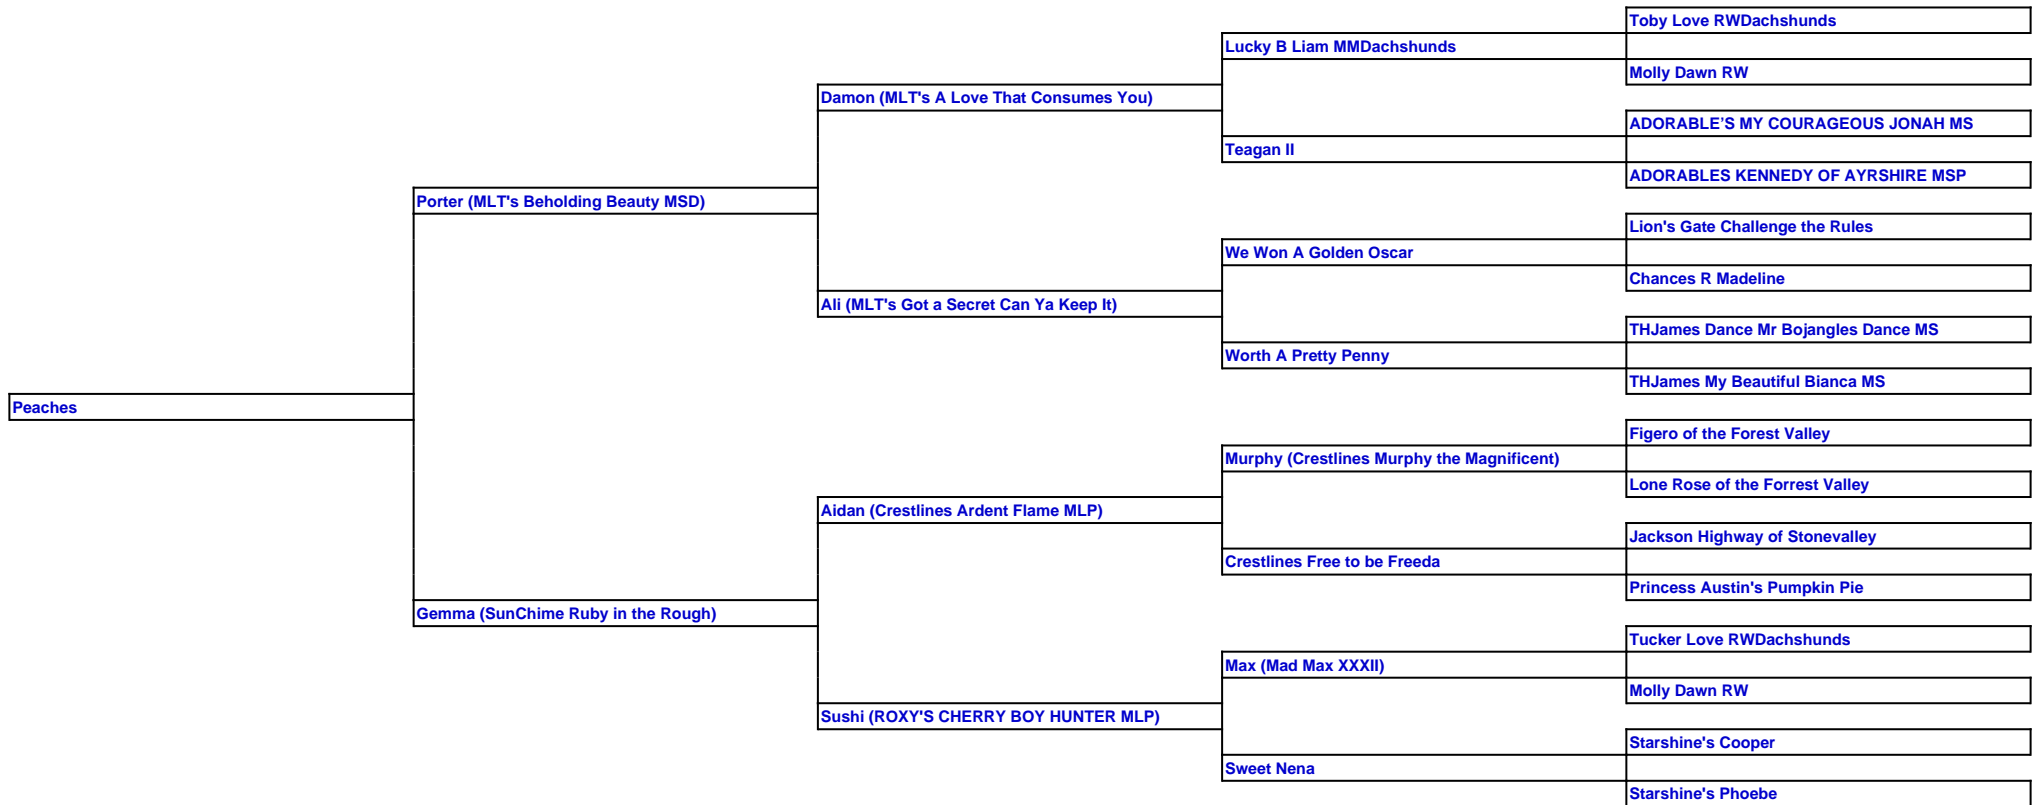 Toby Love RWDachshunds
Lucky B Liam MMDachshunds
Molly Dawn RW
Damon (MLT's A Love That Consumes You)
ADORABLE'S MY COURAGEOUS JONAH MS
Teagan II
ADORABLES KENNEDY OF AYRSHIRE MSP
Porter (MLT's Beholding Beauty MSD)
Lion's Gate Challenge the Rules
We Won A Golden Oscar
Chances R Madeline
Ali (MLT's Got a Secret Can Ya Keep It)
THJames Dance Mr Bojangles Dance MS
Worth A Pretty Penny
THJames My Beautiful Bianca MS
Peaches
Figero of the Forest Valley
Murphy (Crestlines Murphy the Magnificent)
Lone Rose of the Forrest Valley
Aidan (Crestlines Ardent Flame MLP)
Jackson Highway of Stonevalley
Crestlines Free to be Freeda
Princess Austin's Pumpkin Pie
Gemma (SunChime Ruby in the Rough)
Tucker Love RWDachshunds
Max (Mad Max XXXII)
Molly Dawn RW
Sushi (ROXY'S CHERRY BOY HUNTER MLP)
Starshine's Cooper
Sweet Nena
Starshine's Phoebe